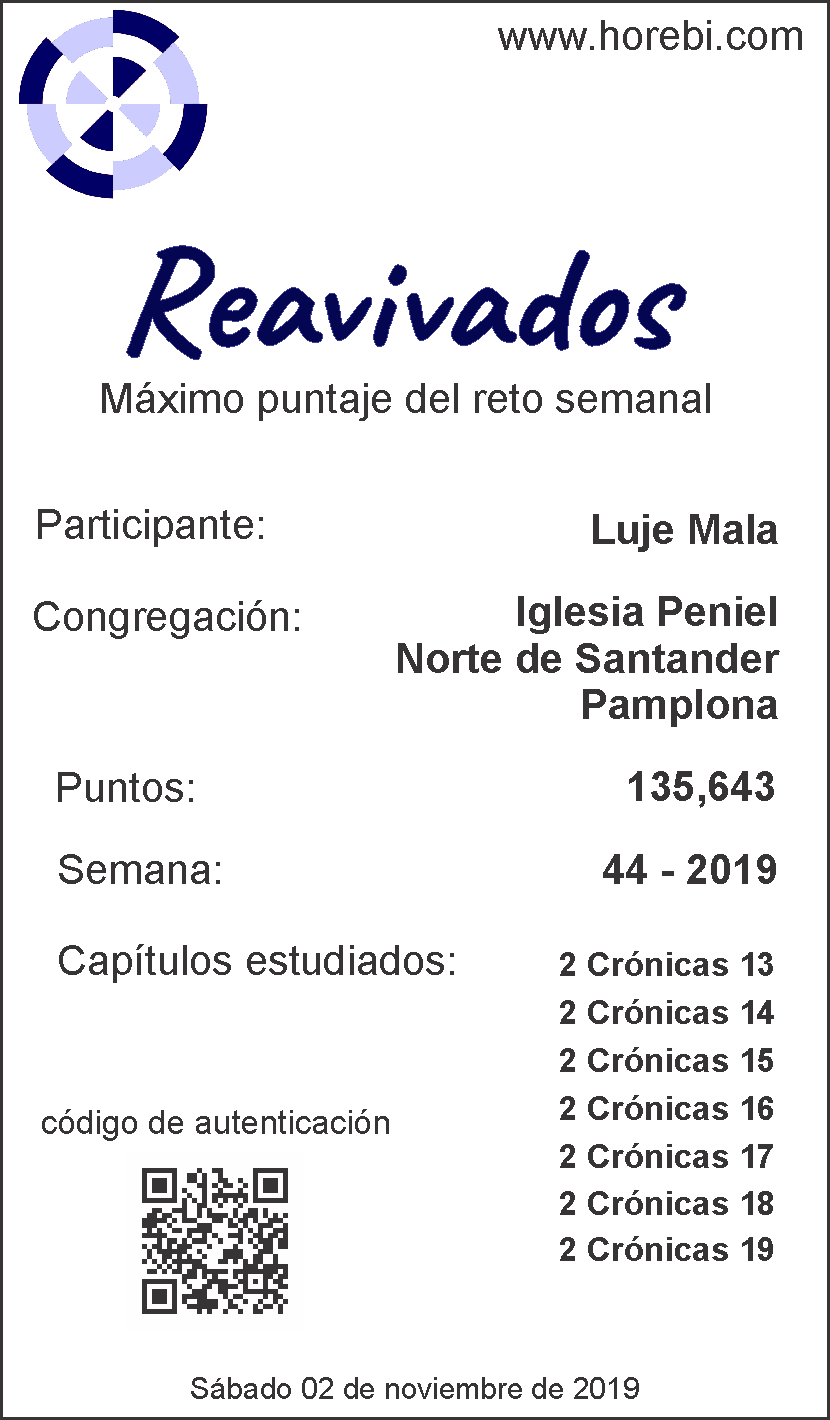 www.horebi.com
Reavivados
Máximo puntaje del reto semanal
Participante: Luje Mala
Congregación: Iglesia Peniel
Norte de Santander
Pamplona
Puntos: 135,643
Semana: 44 - 2019
Capítulos estudiados: 2 Crónicas 13
2 Crónicas 14
2 Crónicas 15
2 Crónicas 16
2 Crónicas 17
2 Crónicas 18
2 Crónicas 19
código de autenticación
Sábado 02 de noviembre de 2019